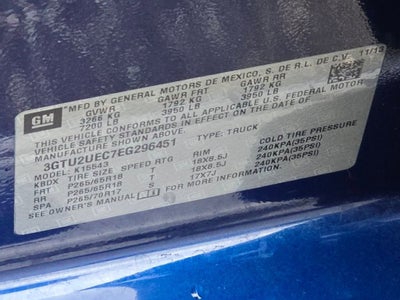 GM
MFD BY GENERAL MOTORS DE MEXICO, S. DE R.L. DE C.V. 11/13
GVWR GAWR FRT GAWR RR
3266 KG 1792 KG 1792 KG
7200 LB 3950 LB 3950 LB
THIS VEHICLE CONFORMS TO ALL APPLICABLE U.S. FEDERAL MOTOR
VEHICLE SAFETY STANDARDS IN EFFECT ON THE DATE OF
MANUFACTURE SHOWN ABOVE.
3GTU2UEC7EG296451 TYPE: TRUCK
MODEL: K15543
KBDX TIRE SIZE SPEED RTG RIM COLD TIRE PRESSURE
FRT P265/65R18 T 18X8.5J 240KPA(35PSI)
RR P265/65R18 T 18X8.5J 240KPA(35PSI)
SPA P265/70R17 S 17X7J 240KPA(35PSI)
SEE OWNER'S MANUAL